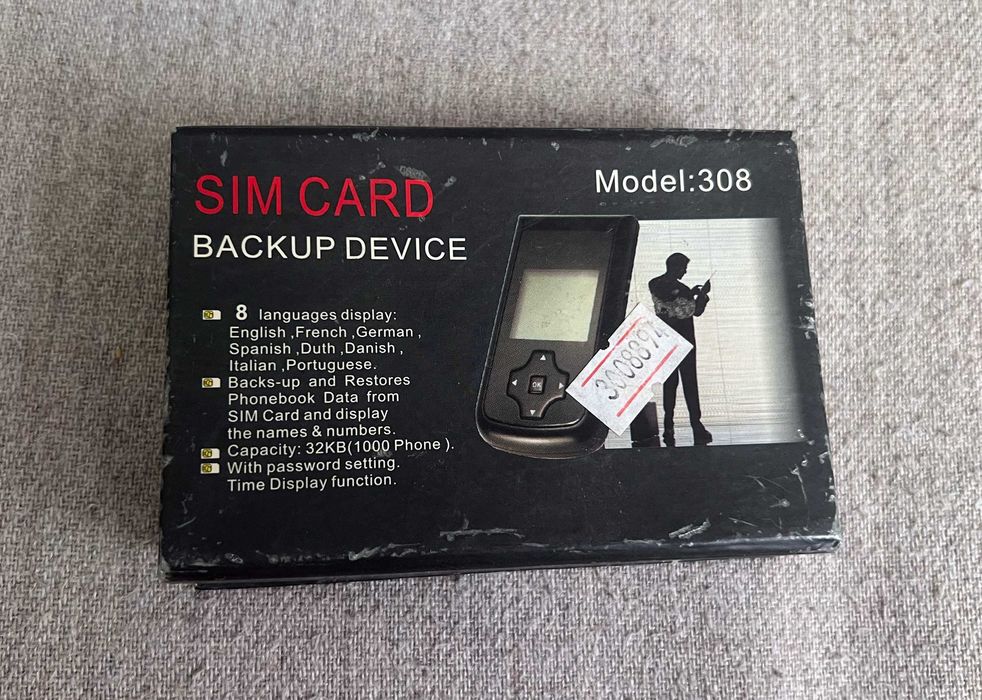 SIM CARD
BACKUP DEVICE
Model:308
8 languages display:
English ,French ,German ,
Spanish ,Duth ,Danish ,
Italian ,Portuguese.
Backs-up and Restores
Phonebook Data from
SIM Card and display
the names & numbers.
Capacity: 32KB(1000 Phone ).
With password setting.
Time Display function.
OK
3008894